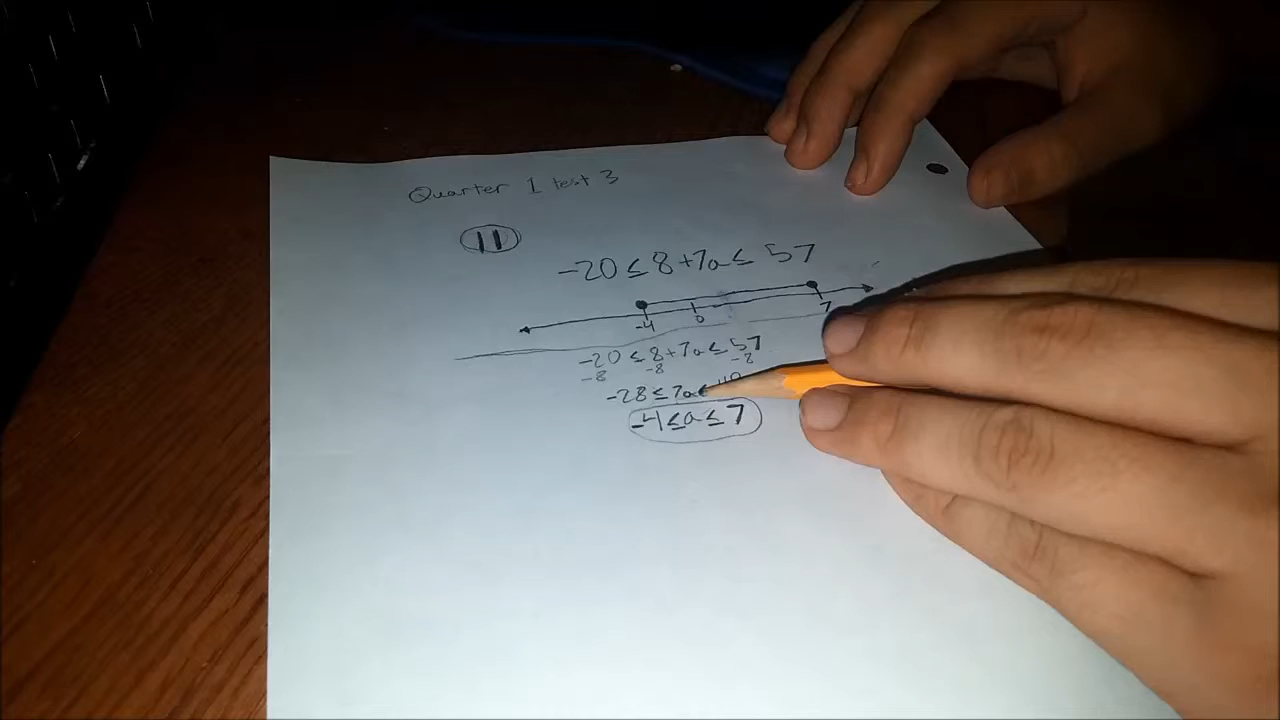 Quarter 1 test 3
11
-20 ≤ 8+7a ≤ 57
-4 0 7
-20 ≤ 8+7a ≤ 57
-8 -8 -8
-28 ≤ 7a ≤ 49
-4 ≤ a ≤ 7